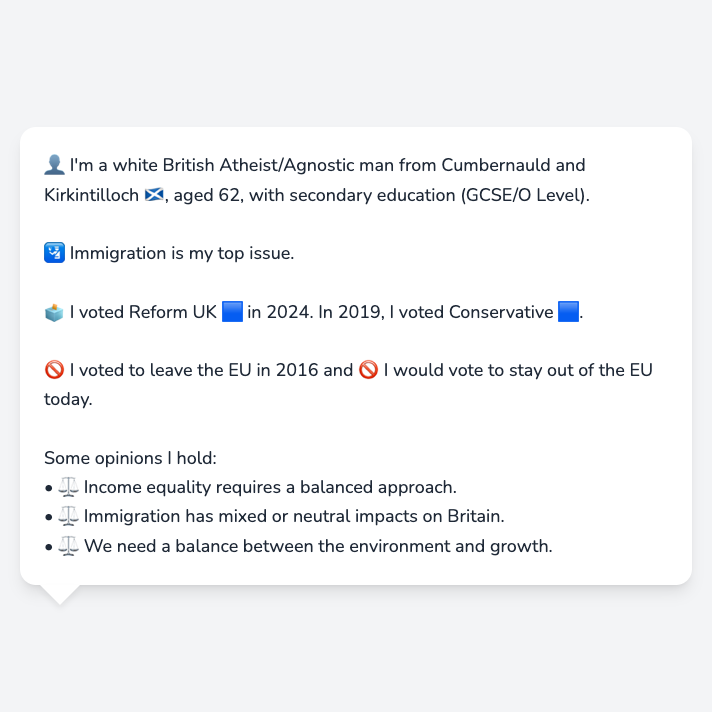 👤 I'm a white British Atheist/Agnostic man from Cumbernauld and
Kirkintilloch 🏴󠁧󠁢󠁳󠁣󠁴󠁿, aged 62, with secondary education (GCSE/O Level).
🛂 Immigration is my top issue.
🗳️ I voted Reform UK 🟦 in 2024. In 2019, I voted Conservative 🟦.
🚫 I voted to leave the EU in 2016 and 🚫 I would vote to stay out of the EU
today.
Some opinions I hold:
• ⚖️ Income equality requires a balanced approach.
• ⚖️ Immigration has mixed or neutral impacts on Britain.
• ⚖️ We need a balance between the environment and growth.